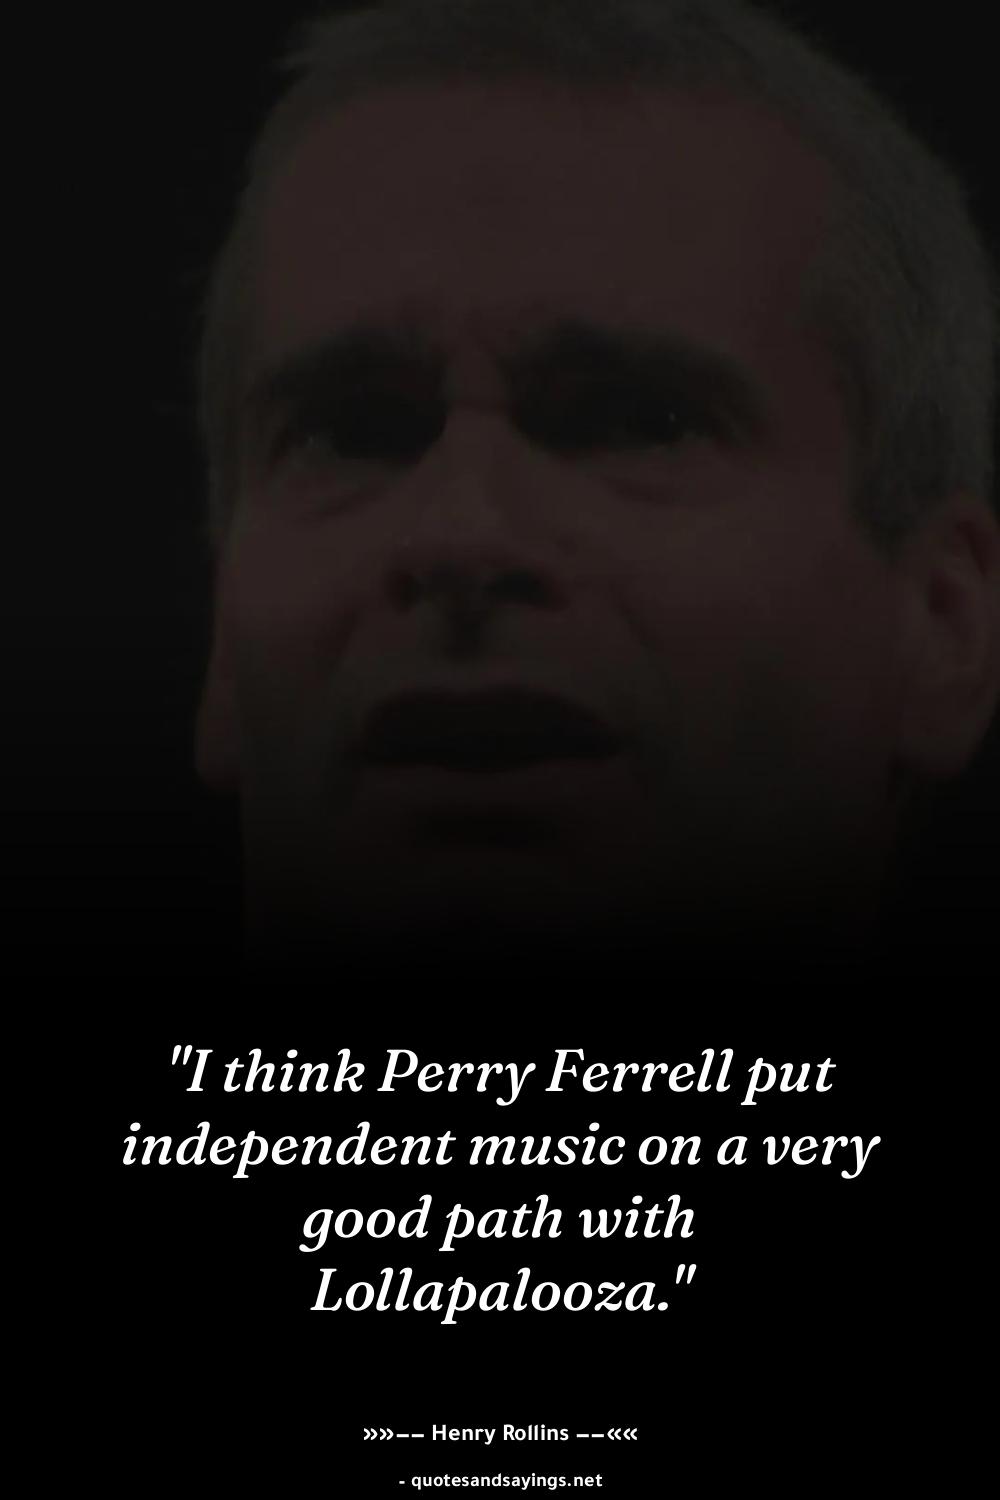 "I think Perry Ferrell put
independent music on a very
good path with
Lollapalooza."
»»–– Henry Rollins ––««
- quotesandsayings.net